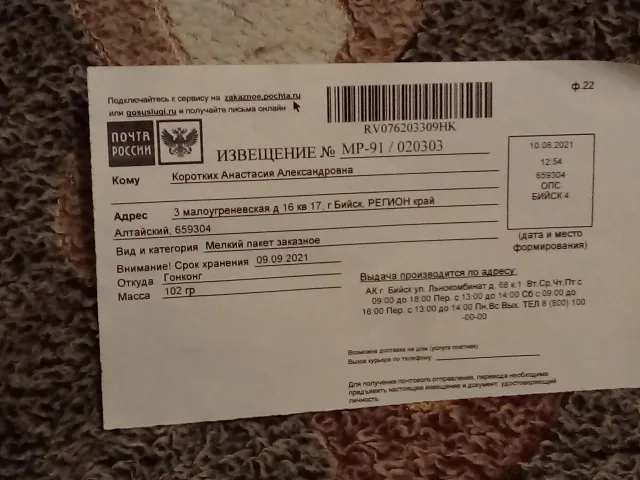 Подключайтесь к сервису на zakaznoe.pochta.ru
или gosuslugi.ru и получайте письма онлайн
ф.22
RV076203309HK
ПОЧТА
РОССИИ
ИЗВЕЩЕНИЕ № МР-91 / 020303
10.08.2021
12:54
659304
ОПС
БИЙСК 4
(дата и место
формирования)
Кому Коротких Анастасия Александровна
Адрес 3 малоугреневская д 16 кв 17, г Бийск, РЕГИОН край
Алтайский, 659304
Вид и категория Мелкий пакет заказное
Внимание! Срок хранения 09.09.2021
Откуда Гонконг
Масса 102 гр
Выдача производится по адресу:
АК г. Бийск ул. Льнокомбинат д. 68 к.1 Вт.Ср.Чт.Пт с
09:00 до 18:00 Пер. с 13:00 до 14:00 Сб с 09:00 до
16:00 Пер. с 13:00 до 14:00 Пн.Вс Вых. ТЕЛ 8 (800) 100
-00-00
Возможна доставка на дом (услуга платная)
Вызов курьера по телефону:
Для получения почтового отправления, перевода необходимо
предъявить настоящее извещение и документ, удостоверяющий
личность.